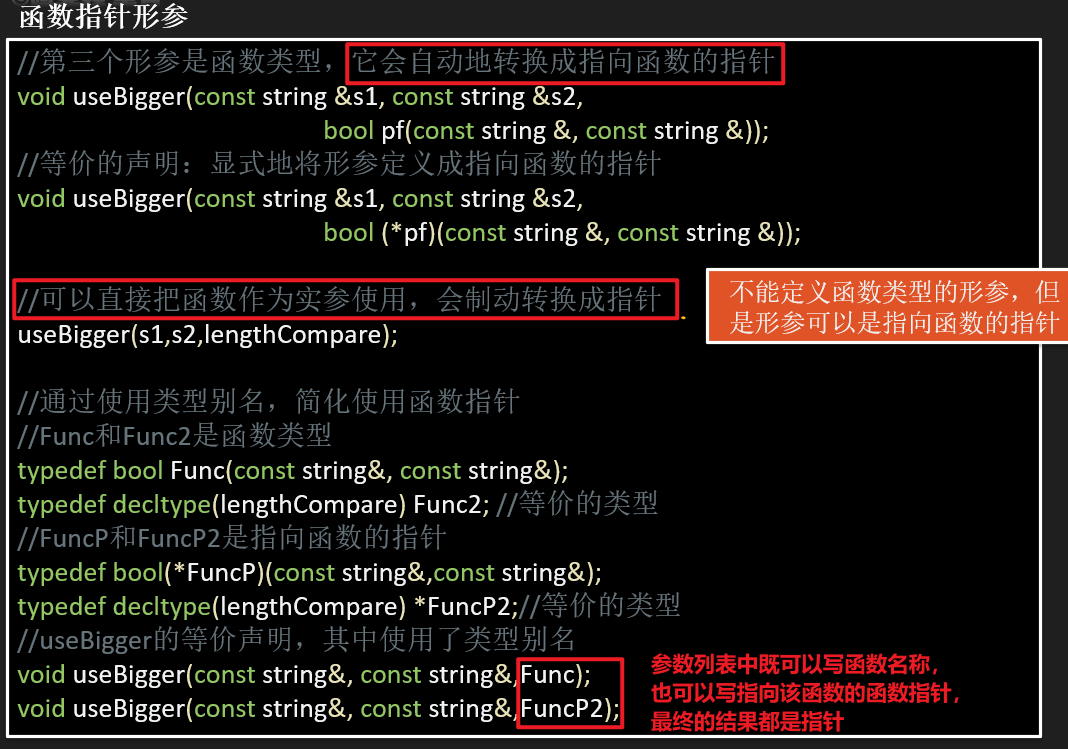 函数指针形参
//第三个形参是函数类型，它会自动地转换成指向函数的指针
void useBigger(const string &s1, const string &s2,
bool pf(const string &, const string &));
//等价的声明：显式地将形参定义成指向函数的指针
void useBigger(const string &s1, const string &s2,
bool (*pf)(const string &, const string &));
//可以直接把函数作为实参使用，会制动转换成指针
useBigger(s1,s2,lengthCompare);
不能定义函数类型的形参，但
是形参可以是指向函数的指针
//通过使用类型别名，简化使用函数指针
//Func和Func2是函数类型
typedef bool Func(const string&, const string&);
typedef decltype(lengthCompare) Func2; //等价的类型
//FuncP和FuncP2是指向函数的指针
typedef bool(*FuncP)(const string&,const string&);
typedef decltype(lengthCompare) *FuncP2;//等价的类型
//useBigger的等价声明，其中使用了类型别名
void useBigger(const string&, const string&,Func);
void useBigger(const string&, const string&,FuncP2);
参数列表中既可以写函数名称，
也可以写指向该函数的函数指针，
最终的结果都是指针